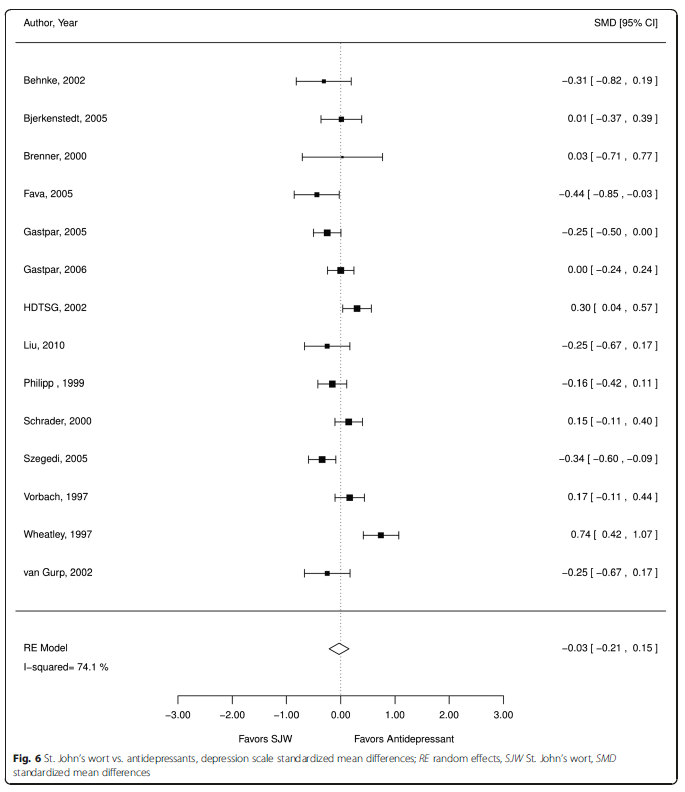 Author, Year SMD [95% CI]
Behnke, 2002 −0.31 [ −0.82 , 0.19 ]
Bjerkenstedt, 2005 0.01 [ −0.37 , 0.39 ]
Brenner, 2000 0.03 [ −0.71 , 0.77 ]
Fava, 2005 −0.44 [ −0.85 , −0.03 ]
Gastpar, 2005 −0.25 [ −0.50 , 0.00 ]
Gastpar, 2006 0.00 [ −0.24 , 0.24 ]
HDTSG, 2002 0.30 [ 0.04 , 0.57 ]
Liu, 2010 −0.25 [ −0.67 , 0.17 ]
Philipp , 1999 −0.16 [ −0.42 , 0.11 ]
Schrader, 2000 0.15 [ −0.11 , 0.40 ]
Szegedi, 2005 −0.34 [ −0.60 , −0.09 ]
Vorbach, 1997 0.17 [ −0.11 , 0.44 ]
Wheatley, 1997 0.74 [ 0.42 , 1.07 ]
van Gurp, 2002 −0.25 [ −0.67 , 0.17 ]
RE Model −0.03 [ −0.21 , 0.15 ]
I−squared= 74.1 %
−3.00 −2.00 −1.00 0.00 1.00 2.00 3.00
Favors SJW Favors Antidepressant
Fig. 6 St. John's wort vs. antidepressants, depression scale standardized mean differences; RE random effects, SJW St. John's wort, SMD
standardized mean differences